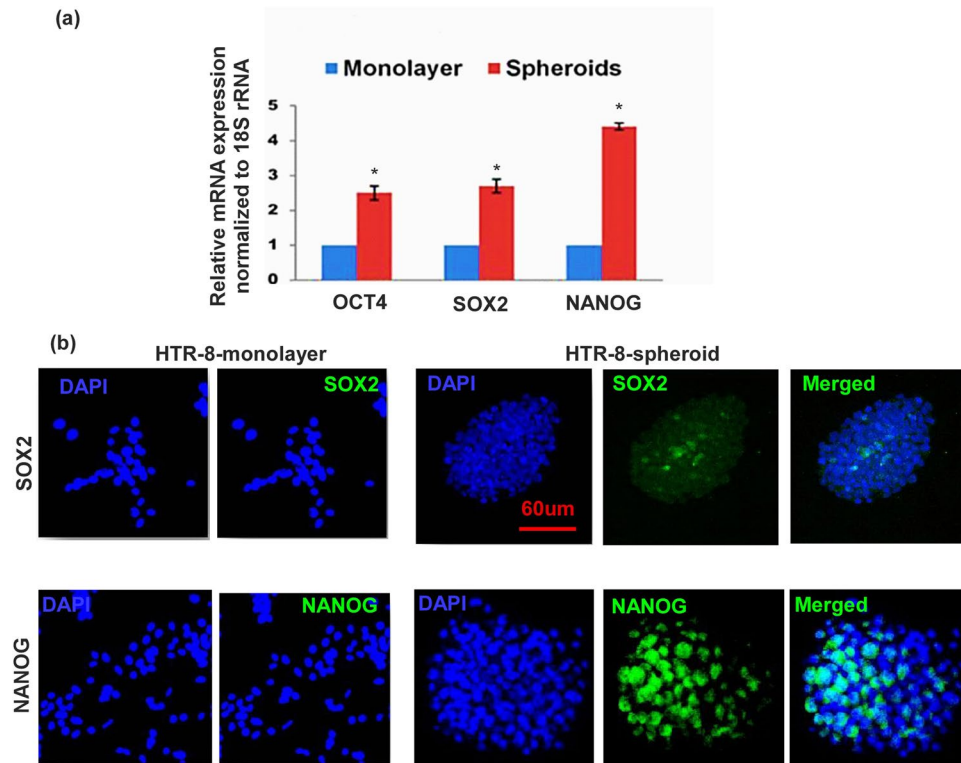 (a)
Monolayer Spheroids
Relative mRNA expression
normalized to 18S rRNA
5
4
3
2
1
0
*
*
*
OCT4 SOX2 NANOG
(b)
HTR-8-monolayer HTR-8-spheroid
SOX2
DAPI SOX2 DAPI SOX2 Merged
60um
NANOG
DAPI NANOG DAPI NANOG Merged